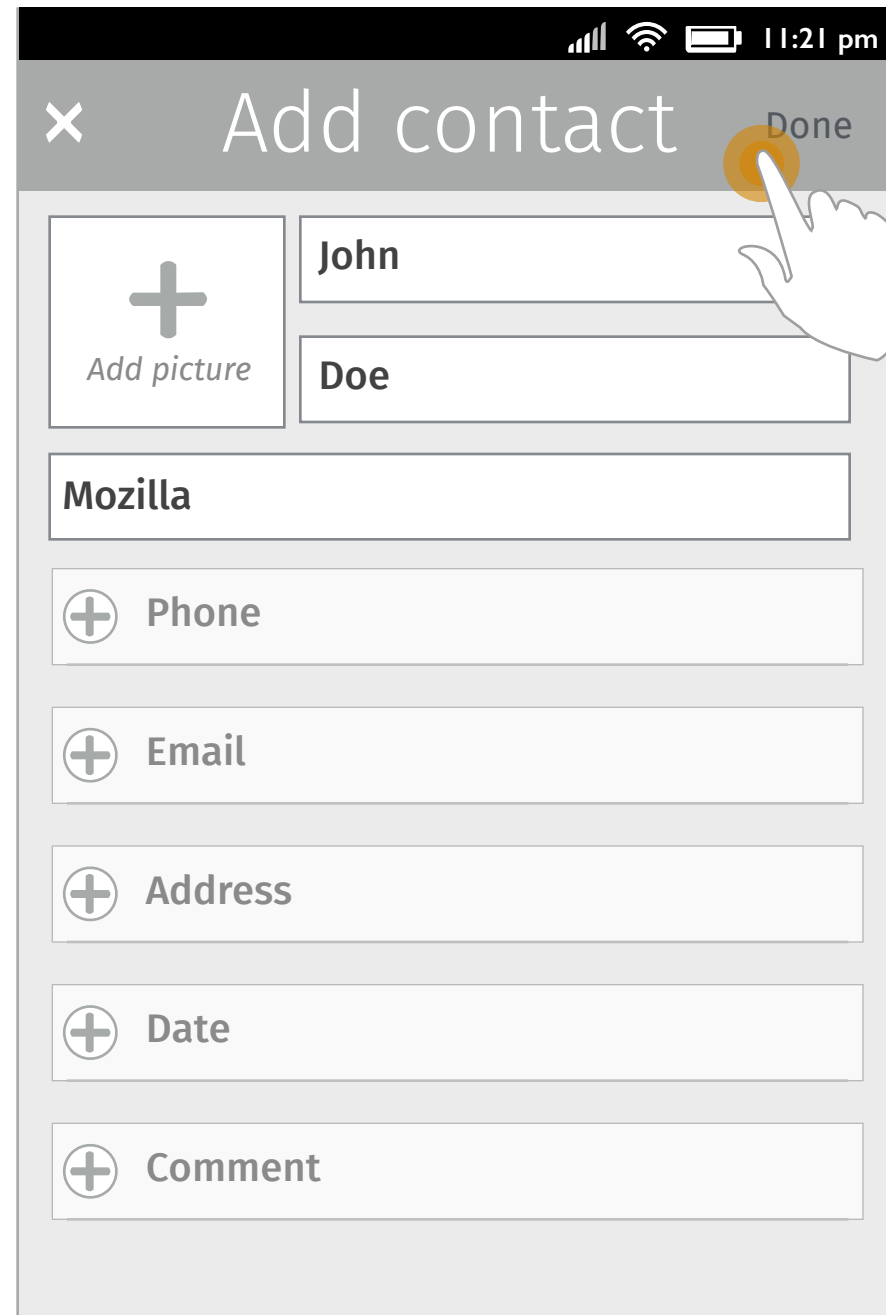 11:21 pm
Add contact
Done
John
Add picture
Doe
Mozilla
Phone
Email
Address
Date
Comment